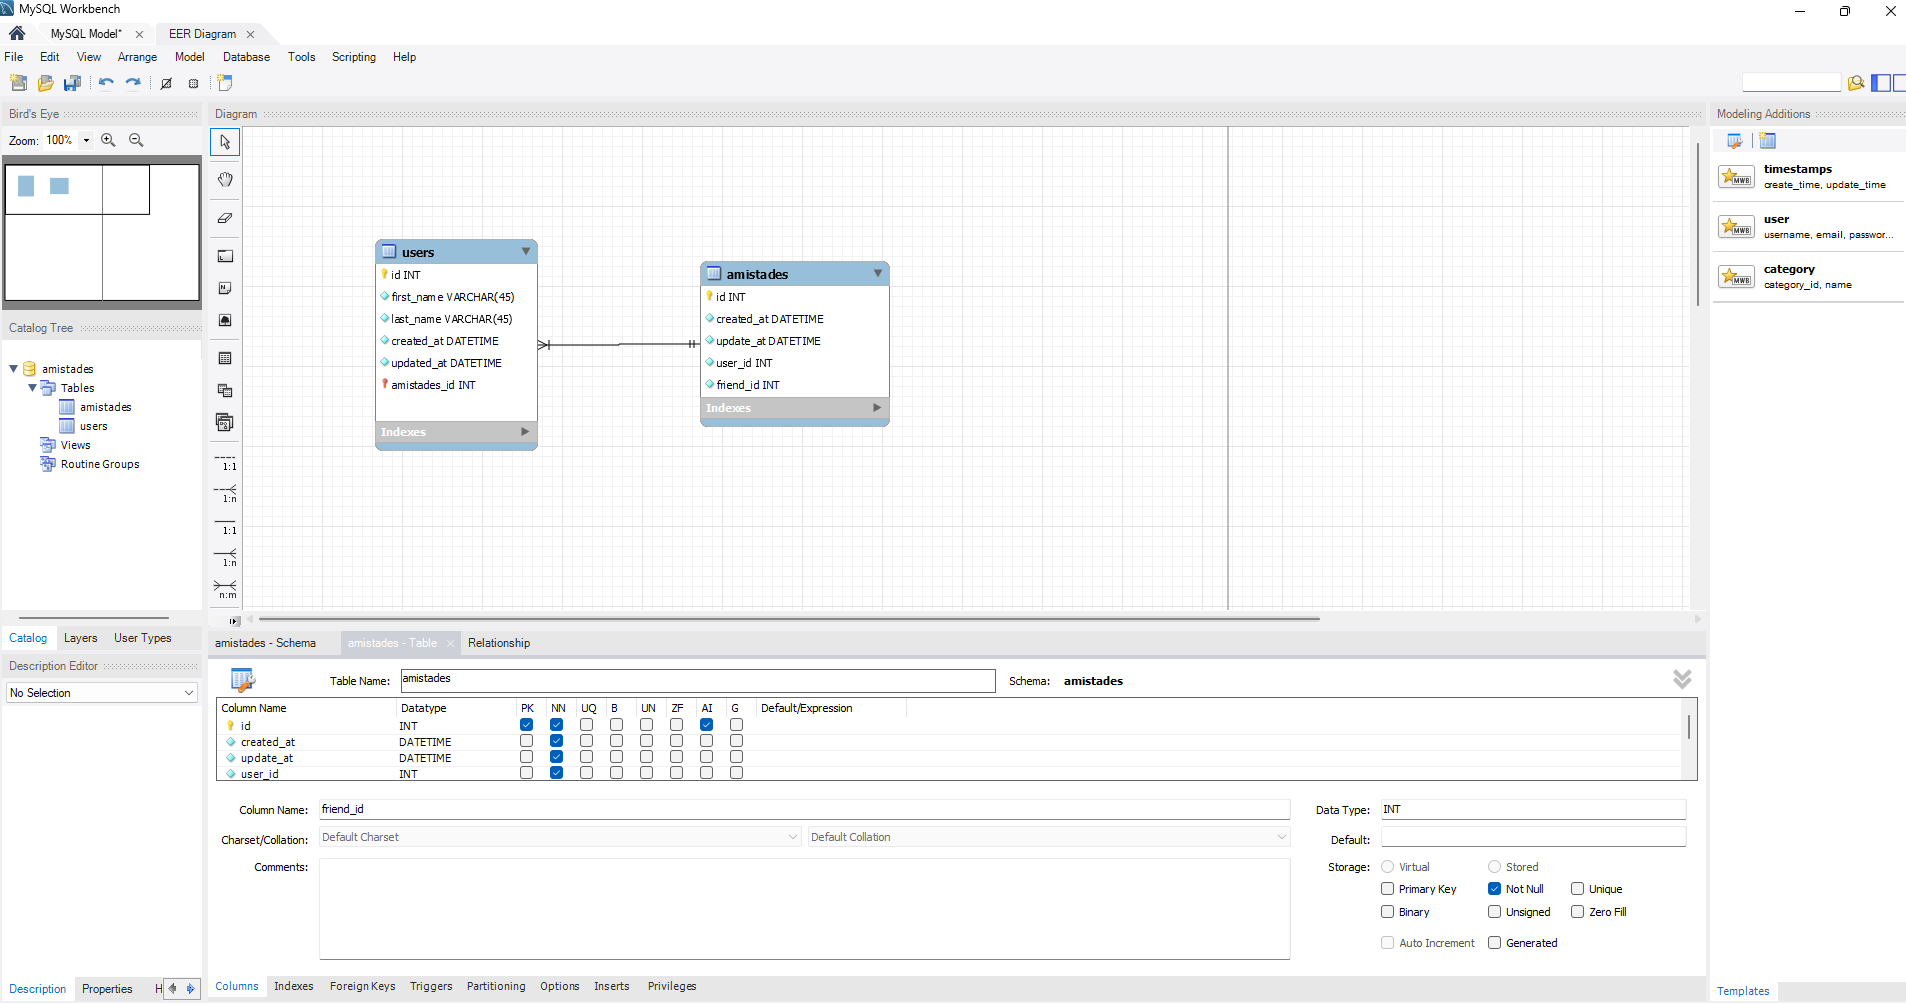 MySQL Workbench
MySQL Model*
EER Diagram
File Edit View Arrange Model Database Tools Scripting Help
Bird's Eye
Zoom: 100%
Catalog Tree
amistades
Tables
amistades
users
Views
Routine Groups
Catalog Layers User Types
Description Editor
No Selection
Description Properties H
Diagram
1:1
1:n
1:1
1:n
n:m
users
id INT
first_name VARCHAR(45)
last_name VARCHAR(45)
created_at DATETIME
updated_at DATETIME
amistades_id INT
Indexes
amistades
id INT
created_at DATETIME
update_at DATETIME
user_id INT
friend_id INT
Indexes
Modeling Additions
MWB
timestamps
create_time, update_time
MWB
user
username, email, passwor...
MWB
category
category_id, name
Templates
amistades - Schema amistades - Table Relationship
Table Name: amistades Schema: amistades
Column Name Datatype PK NN UQ B UN ZF AI G Default/Expression
id INT
created_at DATETIME
update_at DATETIME
user_id INT
Column Name: friend_id Data Type: INT
Charset/Collation: Default Charset Default Collation Default:
Comments: Storage: Virtual Stored
Primary Key Not Null Unique
Binary Unsigned Zero Fill
Auto Increment Generated
Columns Indexes Foreign Keys Triggers Partitioning Options Inserts Privileges